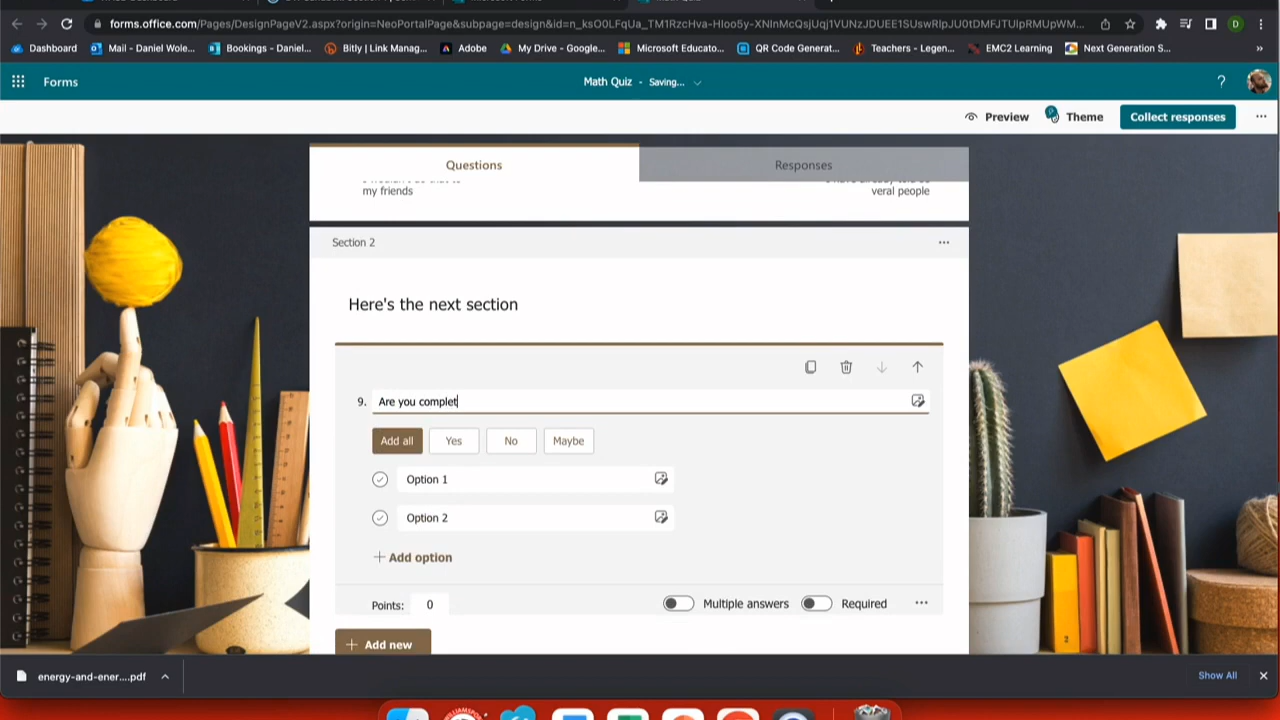 forms.office.com/Pages/DesignPageV2.aspx?origin=NeoPortalPage&subpage=design&id=n_ksO0LFqUa_TM1RzcHva-Hloo5y-XNInMcQsjUqj1VUNzJDUEE1SUswRlpJU0tDMFJTUlpRMUpWM...
D
Dashboard
Mail - Daniel Wole...
Bookings - Daniel...
Bitly | Link Manag...
Adobe
My Drive - Google...
Microsoft Educato...
QR Code Generat...
Teachers - Legen...
EMC2 Learning
Next Generation S...
»
Forms
Math Quiz - Saving...
?
Preview
Theme
Collect responses
...
Questions
Responses
my friends
veral people
Section 2
...
Here's the next section
9. Are you complet
Add all
Yes
No
Maybe
Option 1
Option 2
+ Add option
Points: 0
Multiple answers
Required
...
+ Add new
energy-and-ener....pdf
Show All